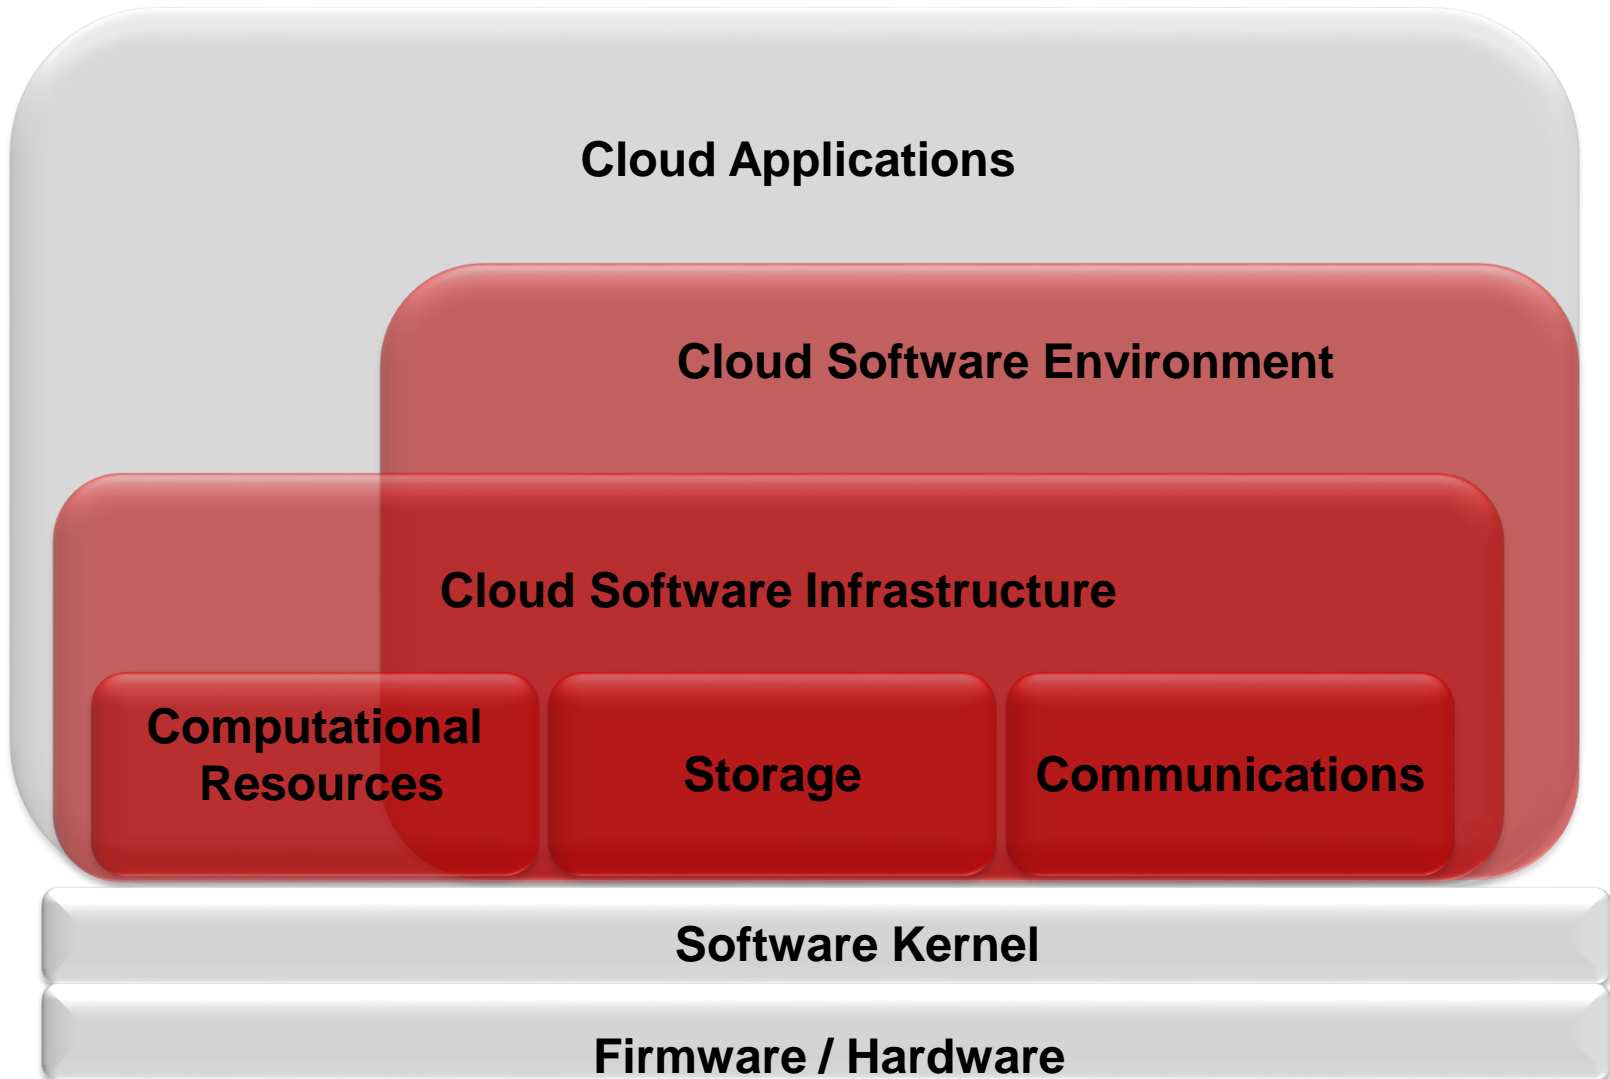 Cloud Applications
Cloud Software Environment
Cloud Software Infrastructure
Computational
Resources
Storage
Communications
Software Kernel
Firmware / Hardware